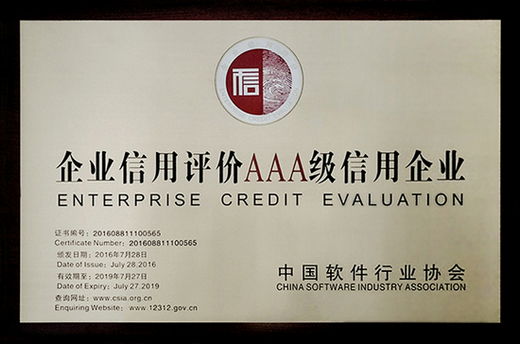 信
企业信用评价AAA级信用企业
ENTERPRISE CREDIT EVALUATION
证书编号：201608811100565
Certificate Number: 201608811100565
颁发日期：2016年7月28日
Date of Issue: July 28.2016
有效期至：2019年7月27日
Date of Expiry: July 27.2019
查询网址：www.csia.org.cn
Enquiring Website: www.12312.gov.cn
中国软件行业协会
CHINA SOFTWARE INDUSTRY ASSOCIATION